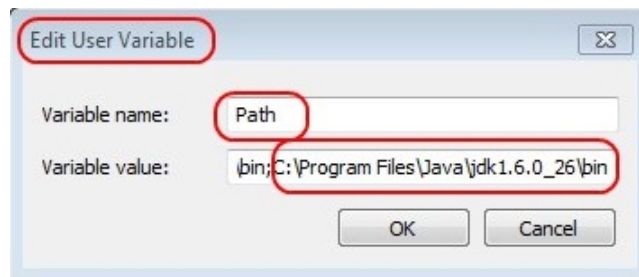 Edit User Variable
Variable name: Path
Variable value: \bin;C:\Program Files\Java\jdk1.6.0_26\bin
OK Cancel